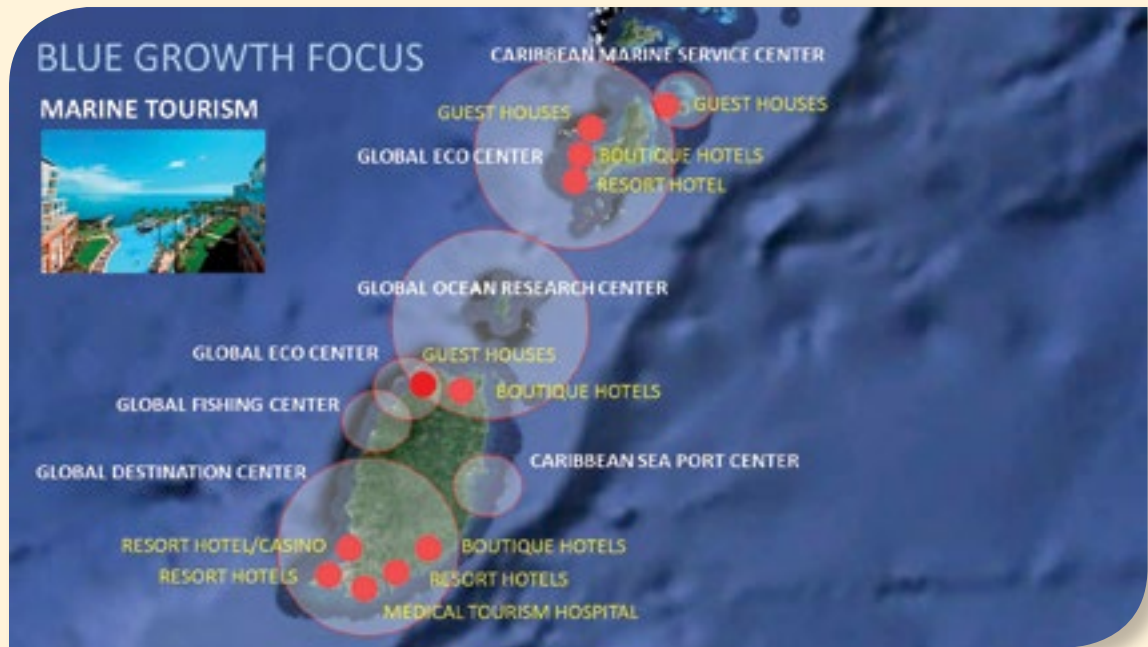 BLUE GROWTH FOCUS
MARINE TOURISM
CARIBBEAN MARINE SERVICE CENTER
GUEST HOUSES
GUEST HOUSES
GLOBAL ECO CENTER
BOUTIQUE HOTELS
RESORT HOTEL
GLOBAL OCEAN RESEARCH CENTER
GLOBAL ECO CENTER
GUEST HOUSES
BOUTIQUE HOTELS
GLOBAL FISHING CENTER
GLOBAL DESTINATION CENTER
CARIBBEAN SEA PORT CENTER
RESORT HOTEL/CASINO
BOUTIQUE HOTELS
RESORT HOTELS
RESORT HOTELS
MEDICAL TOURISM HOSPITAL